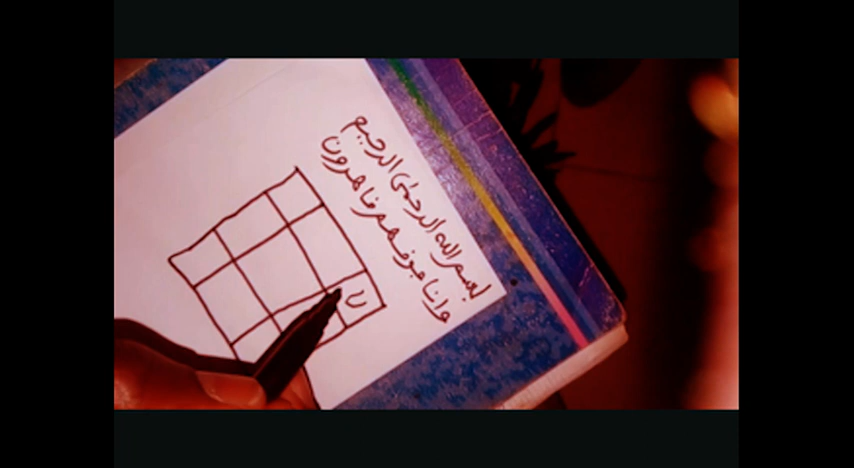 بسم الله الرحمن الرحيم
وانا فوقهم قاهرون